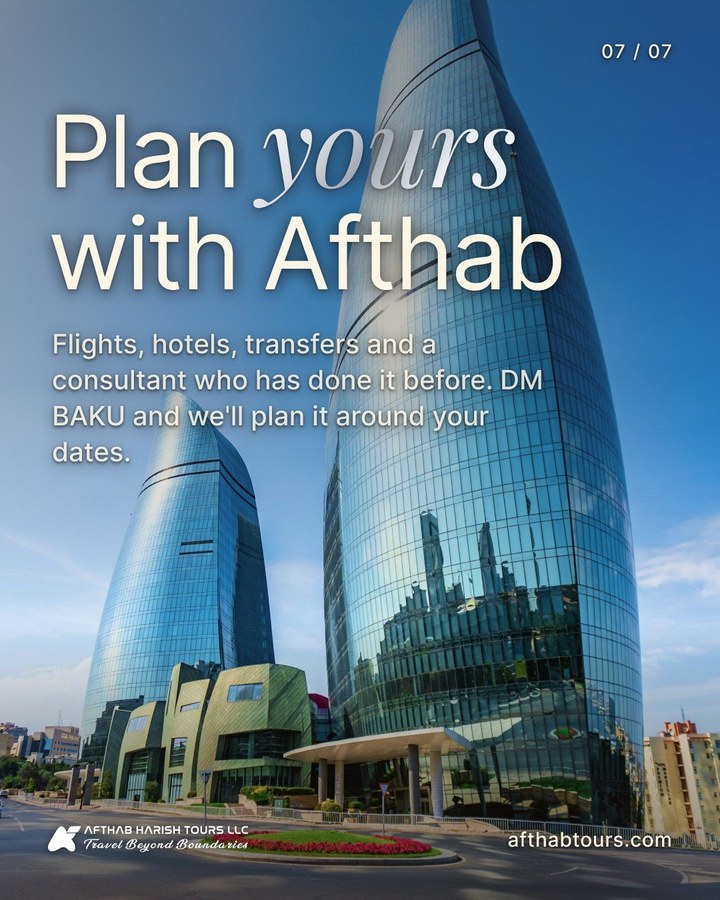 07 / 07
Plan yours
with Afthab
Flights, hotels, transfers and a
consultant who has done it before. DM
BAKU and we'll plan it around your
dates.
AFTHAB HARISH TOURS LLC
Travel Beyond Boundaries
afthabtours.com